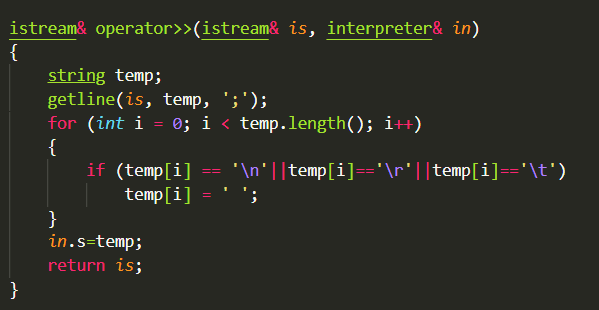 istream& operator>>(istream& is, interpreter& in)
{
    string temp;
    getline(is, temp, ';');
    for (int i = 0; i < temp.length(); i++)
    {
        if (temp[i] == '\n'||temp[i]=='\r'||temp[i]=='\t')
            temp[i] = ' ';
    }
    in.s=temp;
    return is;
}